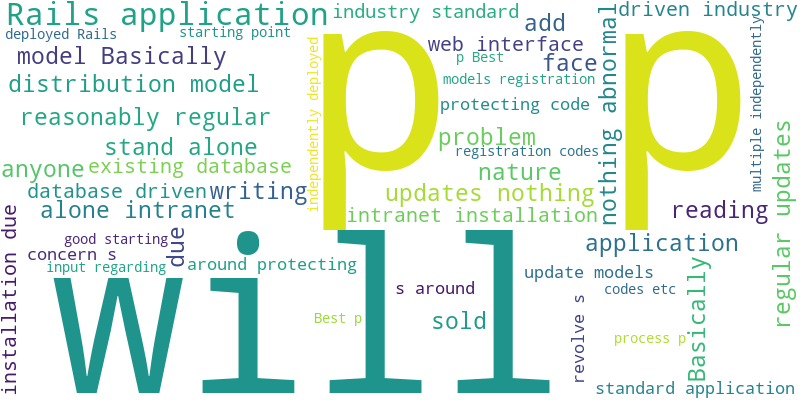 Rails application
industry standard
driven industry
deployed Rails
starting point
add
model Basically
web interface
p Best
face
distribution model
models registration
protecting code
reasonably regular
stand alone
problem
registration codes
anyone
existing database
nature
database driven
writing
updates nothing
alone intranet
intranet installation
reading
p p
independently deployed
nothing abnormal
multiple independently
regular updates
good starting
due
concern s
input regarding
around protecting
application
update models
s around
codes etc
Best p
sold
process p
revolve s
Basically
installation due
will
standard application